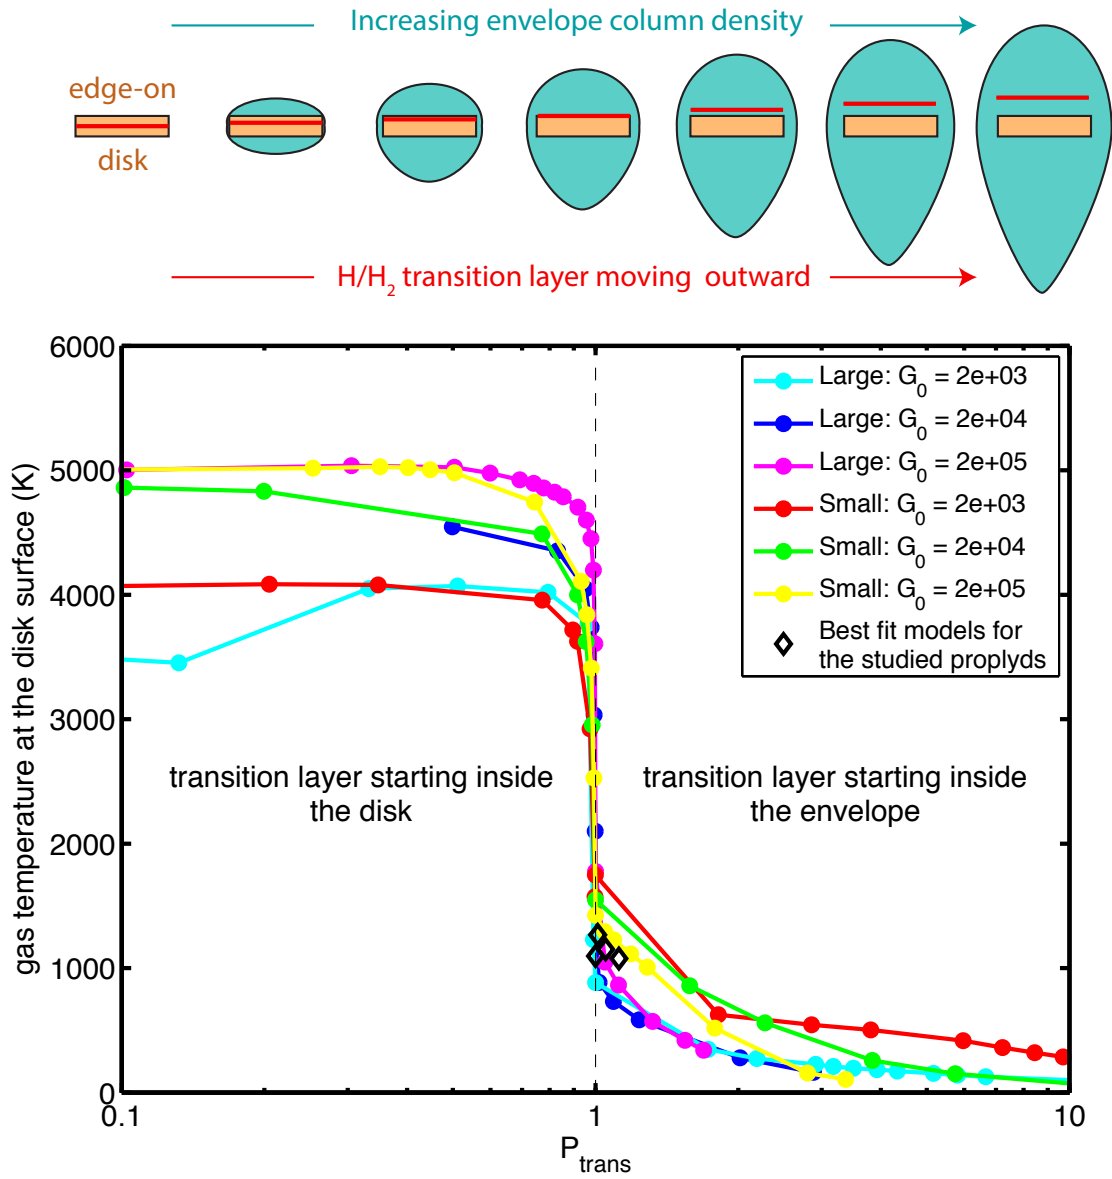 Increasing envelope column density
edge-on
disk
H/H₂ transition layer moving outward
6000
5000
4000
3000
2000
1000
0
gas temperature at the disk surface (K)
Large: G₀ = 2e+03
Large: G₀ = 2e+04
Large: G₀ = 2e+05
Small: G₀ = 2e+03
Small: G₀ = 2e+04
Small: G₀ = 2e+05
Best fit models for
the studied proplyds
transition layer starting inside
the disk
transition layer starting inside
the envelope
0.1
1
10
P_trans